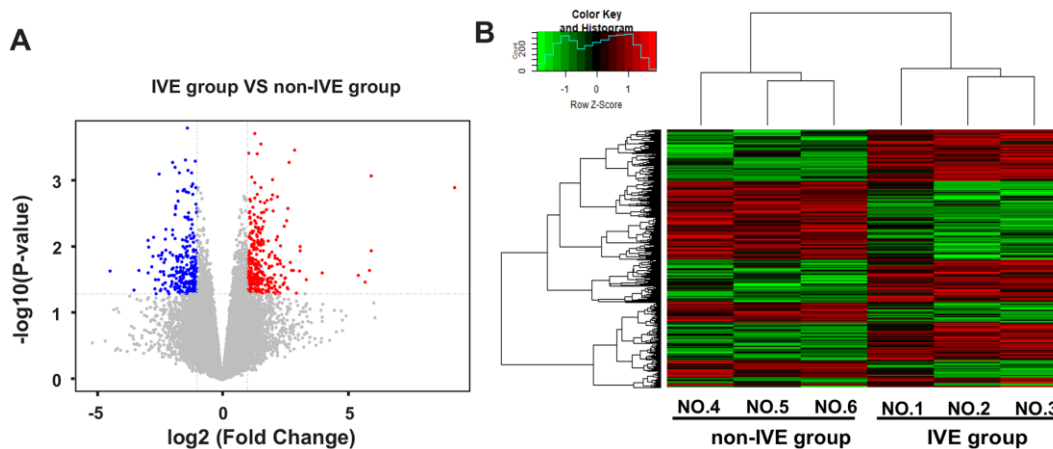 A
IVE group VS non-IVE group
-log10(P-value)
3
2
1
0
-5
0
5
log2 (Fold Change)
B
Color Key
and Histogram
Count
0
200
-1
0
1
Row Z-Score
NO.4
NO.5
NO.6
NO.1
NO.2
NO.3
non-IVE group
IVE group